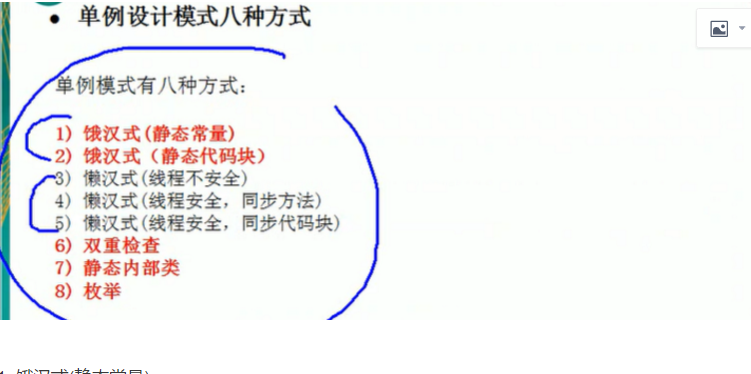 • 单例设计模式八种方式
单例模式有八种方式:
1) 饿汉式(静态常量)
2) 饿汉式（静态代码块）
3) 懒汉式(线程不安全)
4) 懒汉式(线程安全，同步方法)
5) 懒汉式(线程安全，同步代码块)
6) 双重检查
7) 静态内部类
8) 枚举